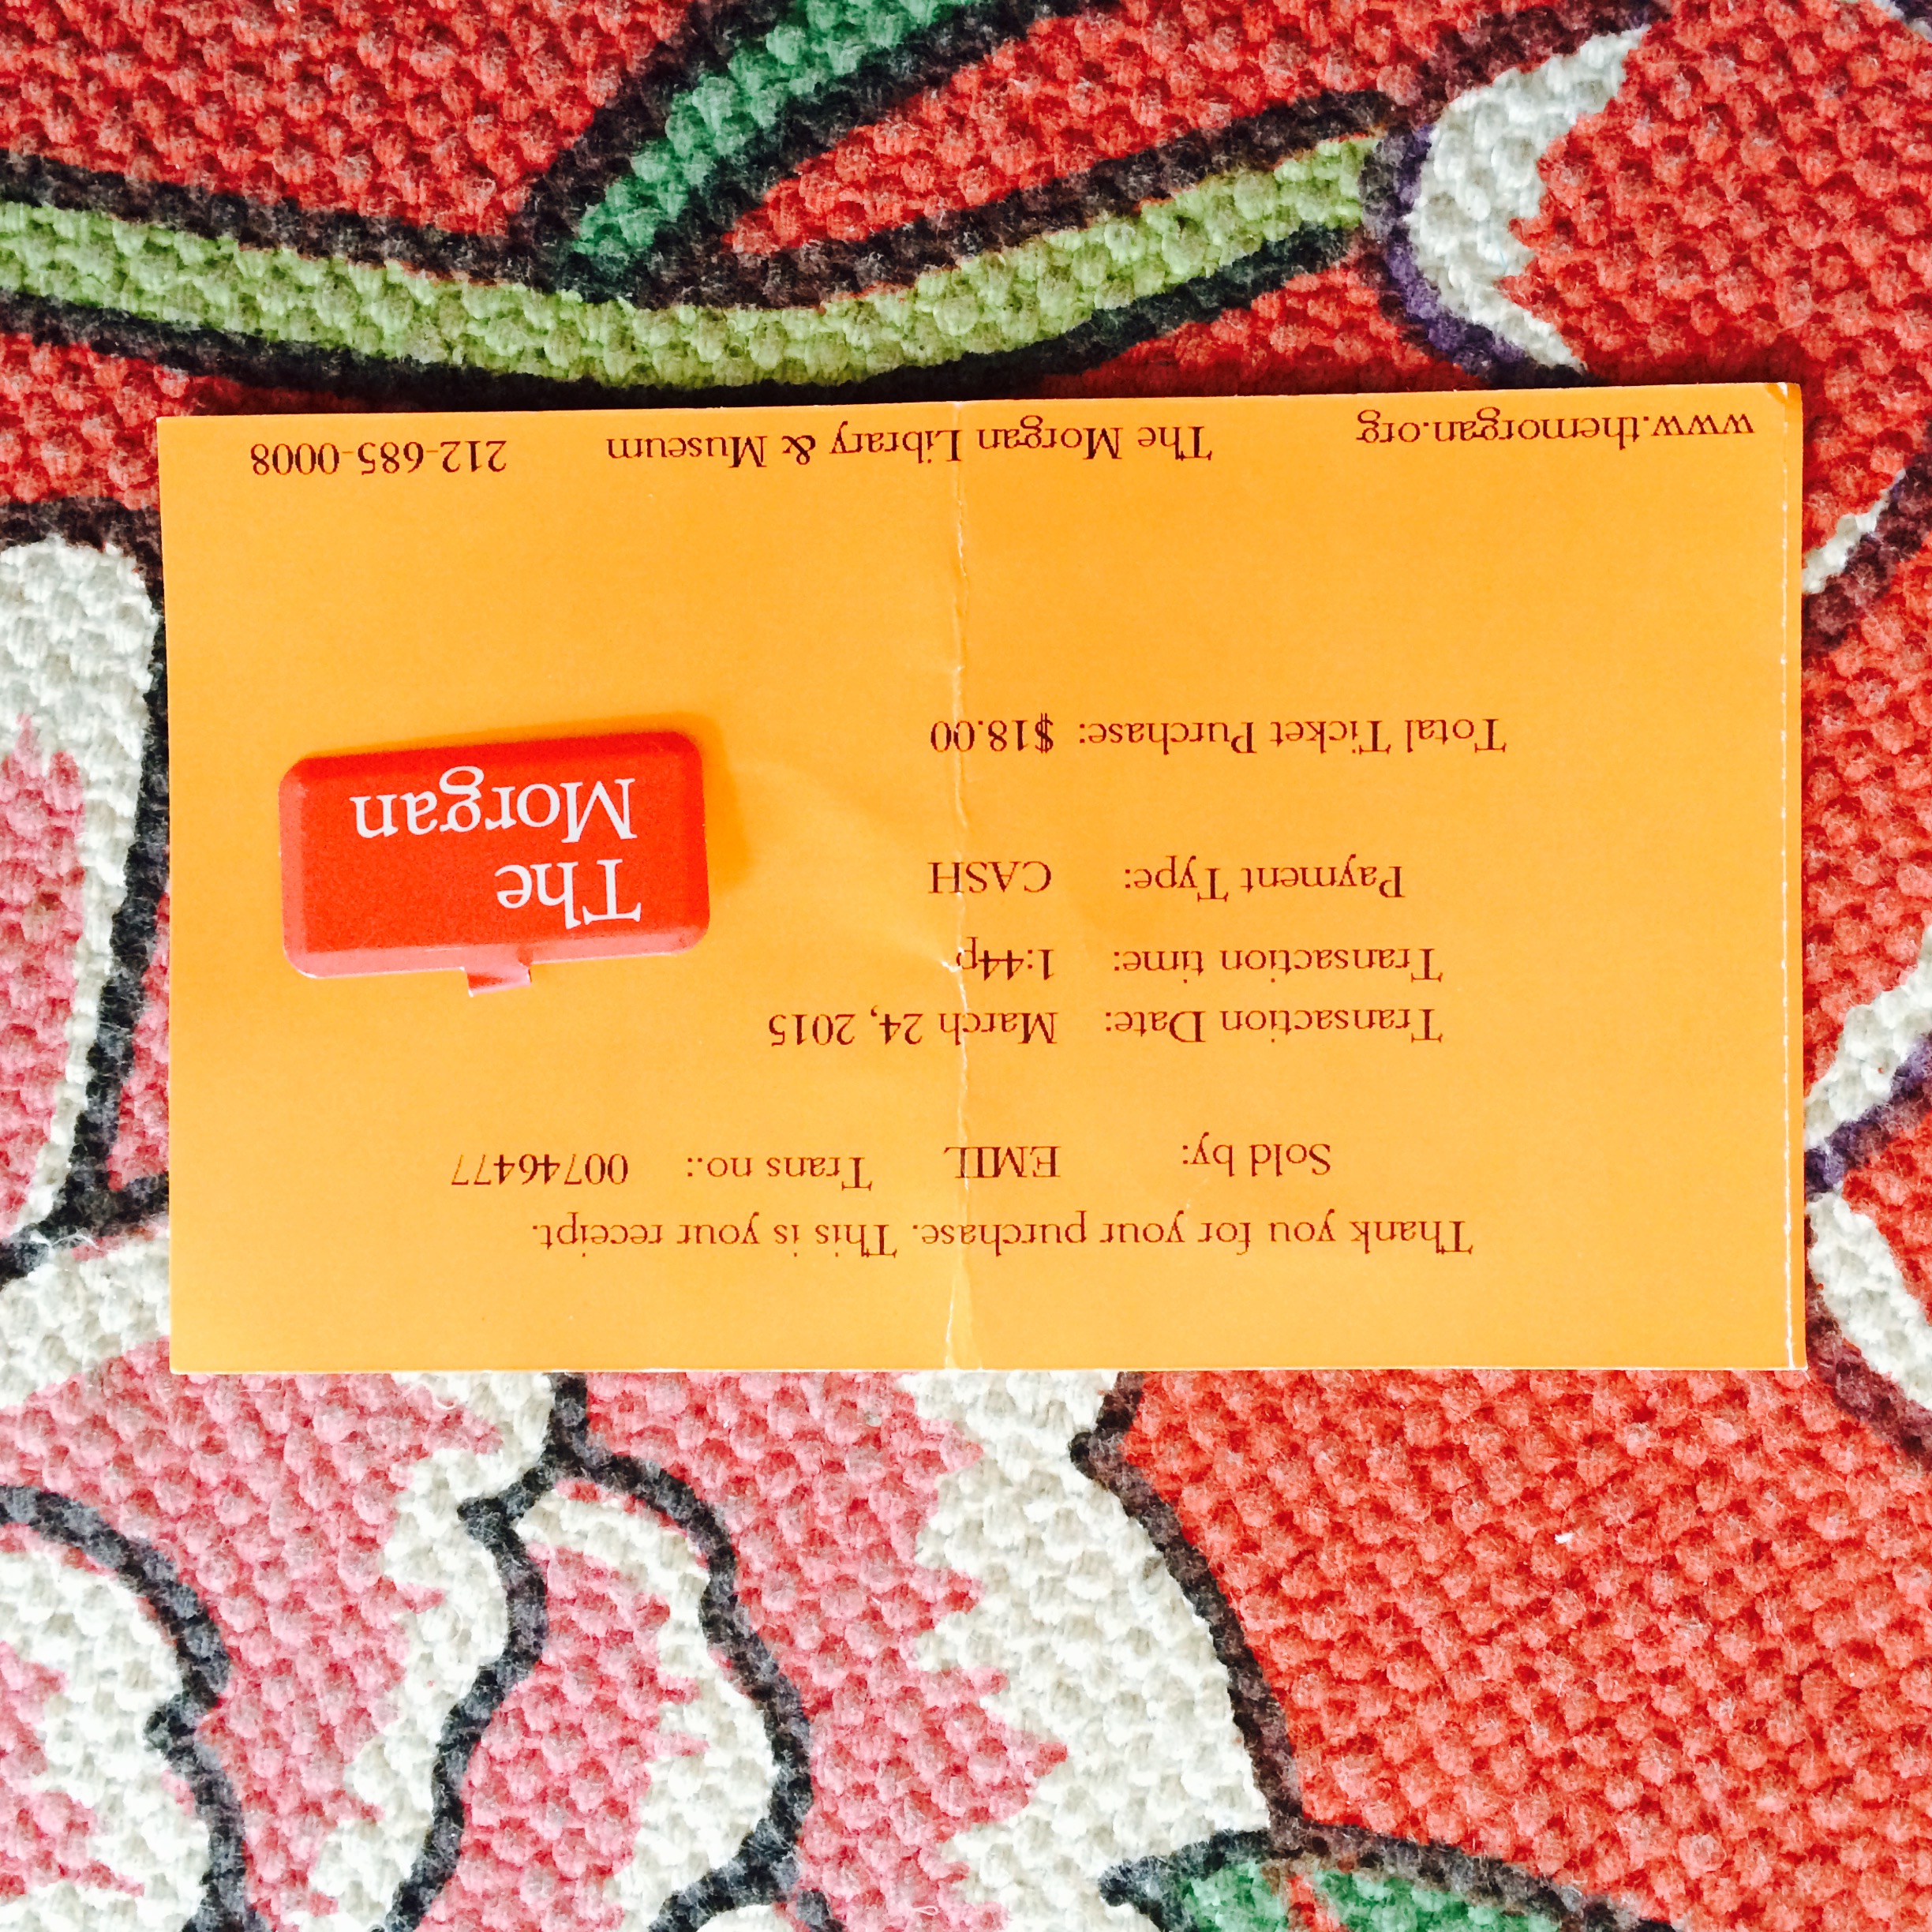 Thank you for your purchase. This is your receipt.
Sold by: EMIL Trans no.: 00746477
Transaction Date: March 24, 2015
Transaction time: 1:44p
Payment Type: CASH
Total Ticket Purchase: $18.00
The
Morgan
www.themorgan.org The Morgan Library & Museum 212-685-0008